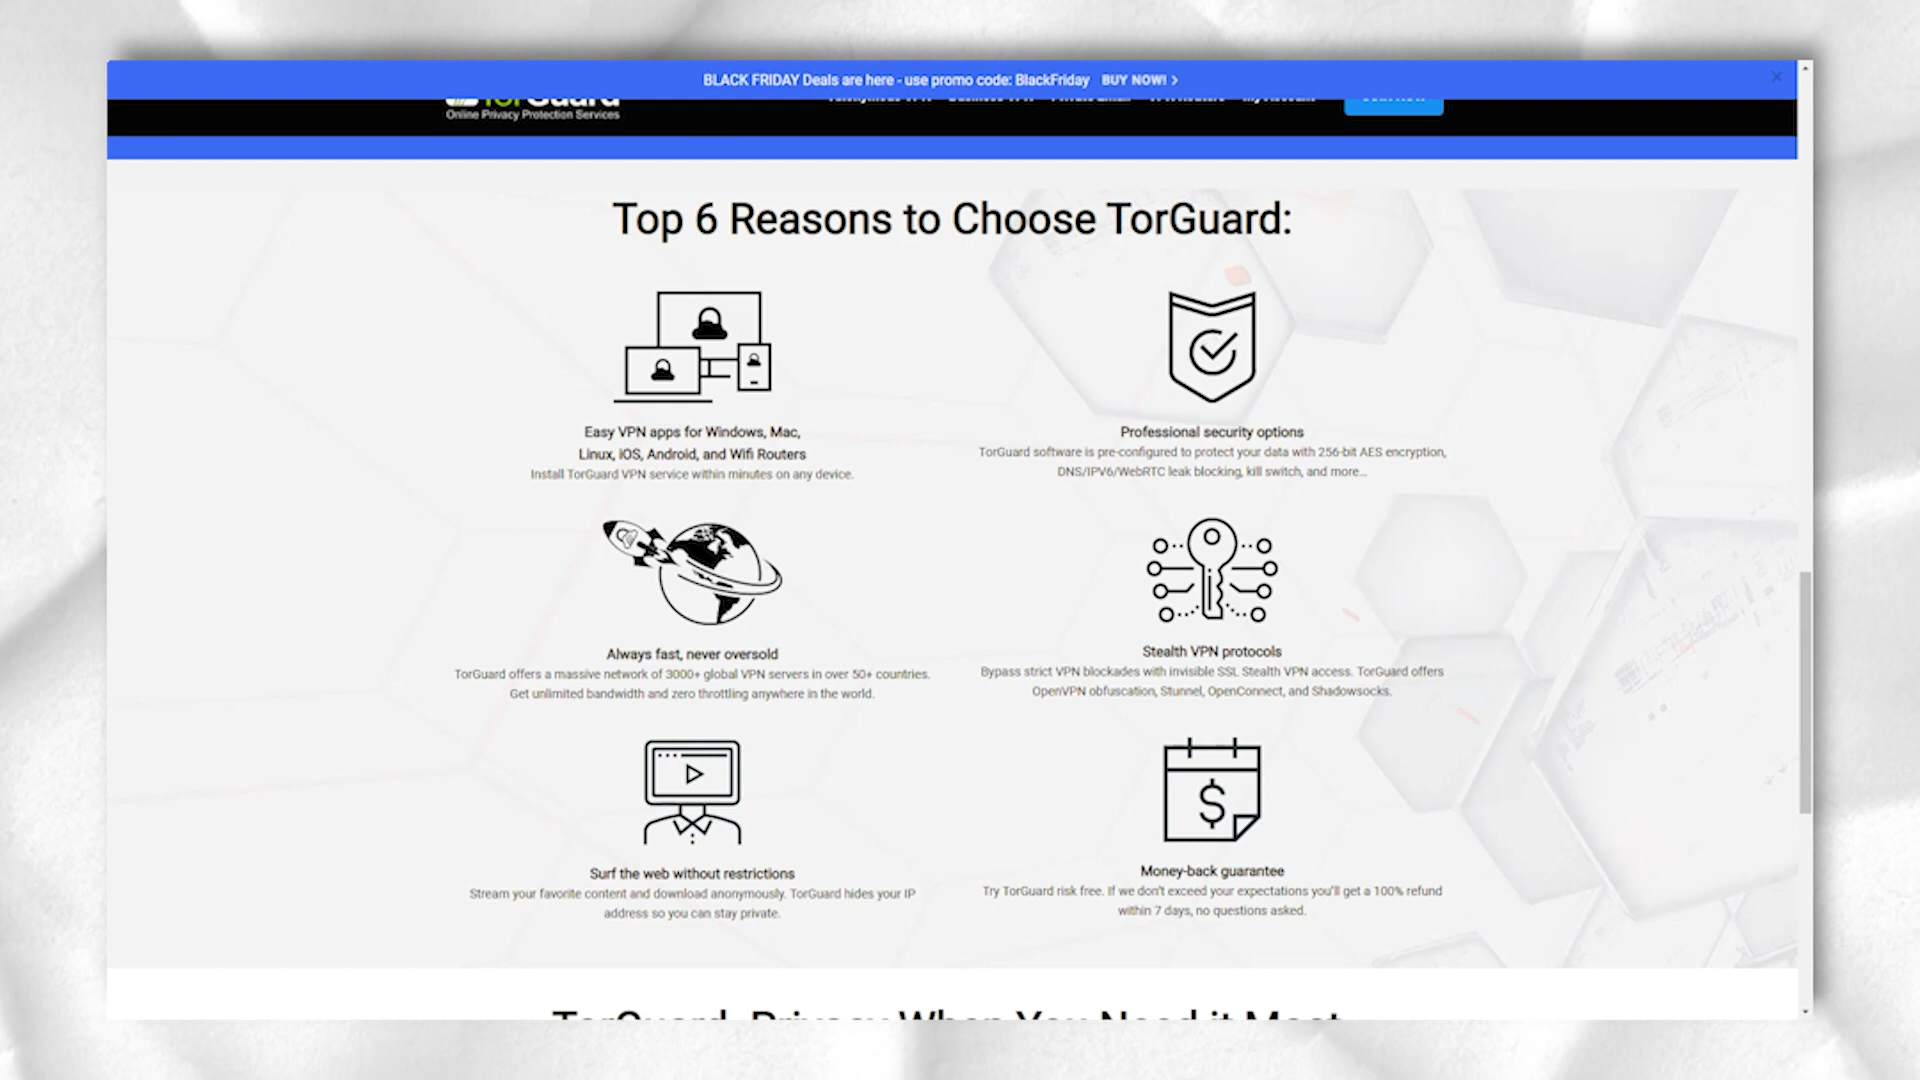 BLACK FRIDAY Deals are here - use promo code: BlackFriday BUY NOW!
TorGuard
Online Privacy Protection Services
Top 6 Reasons to Choose TorGuard:
Easy VPN apps for Windows, Mac,
Linux, iOS, Android, and Wifi Routers
Install TorGuard VPN service within minutes on any device.
Professional security options
TorGuard software is pre-configured to protect your data with 256-bit AES encryption,
DNS/IPV6/WebRTC leak blocking, kill switch, and more...
Always fast, never oversold
TorGuard offers a massive network of 3000+ global VPN servers in over 50+ countries.
Get unlimited bandwidth and zero throttling anywhere in the world.
Stealth VPN protocols
Bypass strict VPN blockades with invisible SSL Stealth VPN access. TorGuard offers
OpenVPN obfuscation, Stunnel, OpenConnect, and Shadowsocks.
Surf the web without restrictions
Stream your favorite content and download anonymously. TorGuard hides your IP
address so you can stay private.
Money-back guarantee
Try TorGuard risk free. If we don't exceed your expectations you'll get a 100% refund
within 7 days, no questions asked.
TorGuard. Privacy When You Need it Most